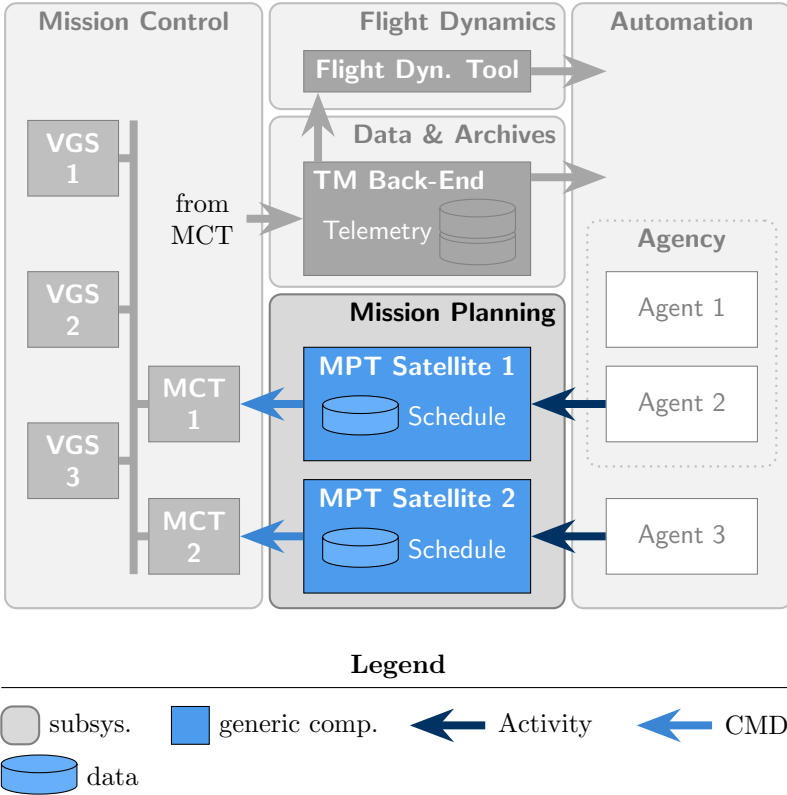 Mission Control
VGS
1
VGS
2
VGS
3
MCT
1
MCT
2
from
MCT
Flight Dynamics
Flight Dyn. Tool
Data & Archives
TM Back-End
Telemetry
Mission Planning
MPT Satellite 1
Schedule
MPT Satellite 2
Schedule
Automation
Agency
Agent 1
Agent 2
Agent 3
Legend
subsys.
generic comp.
Activity
CMD
data